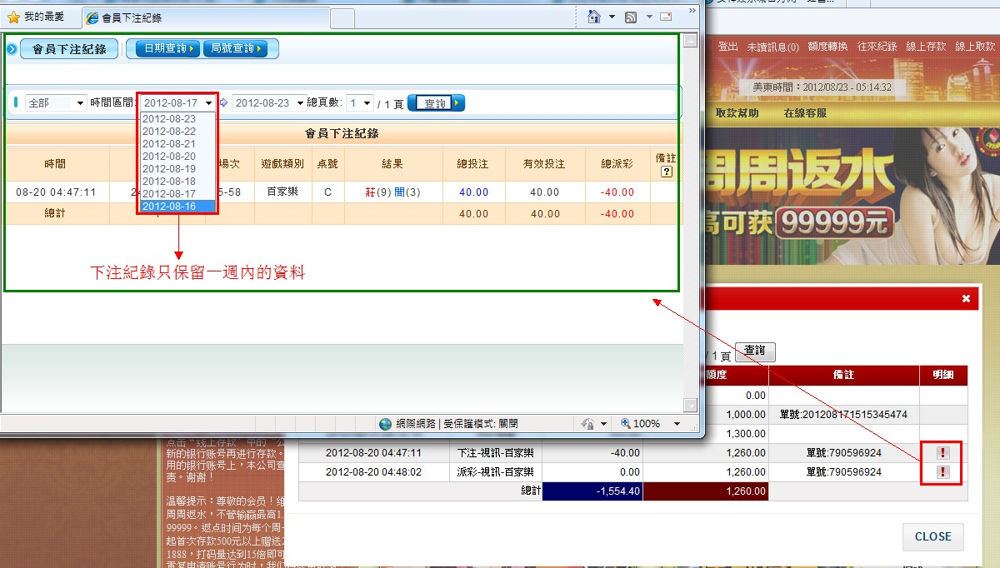 我的最愛
會員下注紀錄
會員下注紀錄
日期查詢
局號查詢
全部
時間區間:
2012-08-17
2012-08-23
總頁數:
1
/ 1 頁
查詢
2012-08-23
2012-08-22
2012-08-21
2012-08-20
2012-08-19
2012-08-18
2012-08-17
2012-08-16
會員下注紀錄
時間 場次 遊戲類別 桌號 結果 總投注 有效投注 總派彩 備註
?
08-20 04:47:11 5-58 百家樂 C 莊(9) 閒(3) 40.00 40.00 -40.00
總計 40.00 40.00 -40.00
下注紀錄只保留一週內的資料
網際網路 | 受保護模式: 關閉
100%
登出 未讀訊息(0) 額度轉換 往來紀錄 線上存款 線上取款
美東時間：2012/08/23 - 05:14:32
取款幫助 在線客服
周周返水
高可获99999元
/ 1 頁
查詢
額度 備註 明細
0.00
1,000.00 單號:201208171515345474
1,300.00
2012-08-20 04:47:11 下注-視訊-百家樂 -40.00 1,260.00 單號:790596924 !
2012-08-20 04:48:02 派彩-視訊-百家樂 0.00 1,260.00 單號:790596924 !
總計 -1,554.40 1,260.00
CLOSE
点击"线上存款"中的"公
新的银行账号再进行存款。
用的银行账号上，本公司查
责。谢谢！
温馨提示：尊敬的会员！维
周周返水，不管输赢最高1.
99999。返点时间为每个周一
起首次存款500元以上赠送2
1888，打码量达到15倍即可
重复申请账号行为时，我们